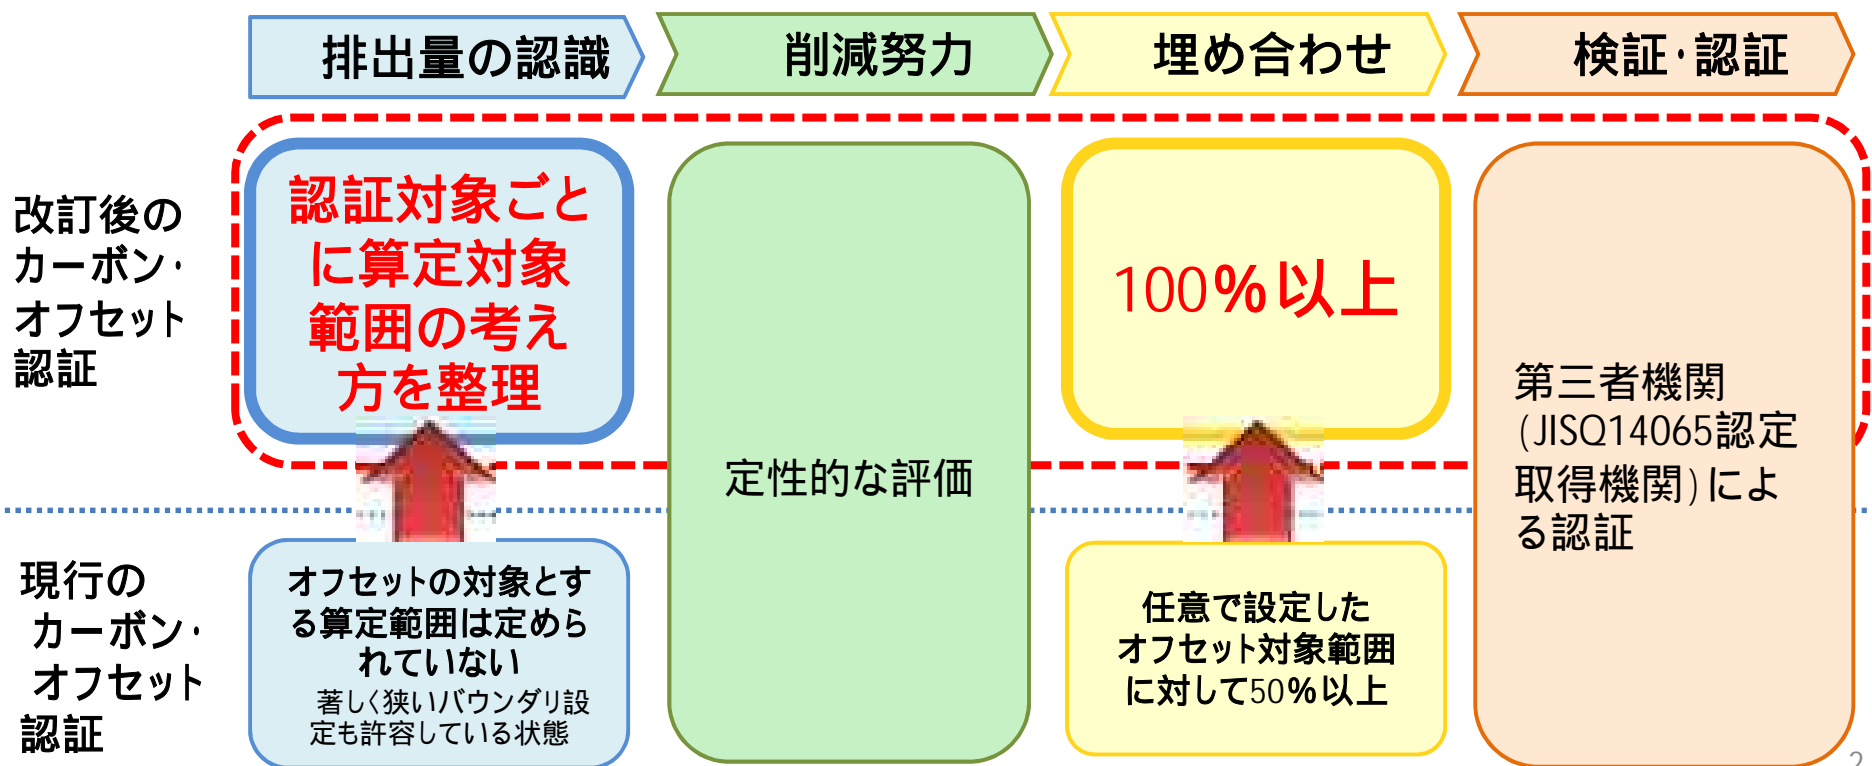 排出量の認識
削減努力
埋め合わせ
検証・認証
改訂後の
カーボン・
オフセット
認証
認証対象ごと
に算定対象
範囲の考え
方を整理
100%以上
定性的な評価
第三者機関
(JISQ14065認定
取得機関)によ
る認証
現行の
カーボン・
オフセット
認証
オフセットの対象とす
る算定範囲は定めら
れていない
著しく狭いバウンダリ設
定も許容している状態
任意で設定した
オフセット対象範囲
に対して50%以上
2